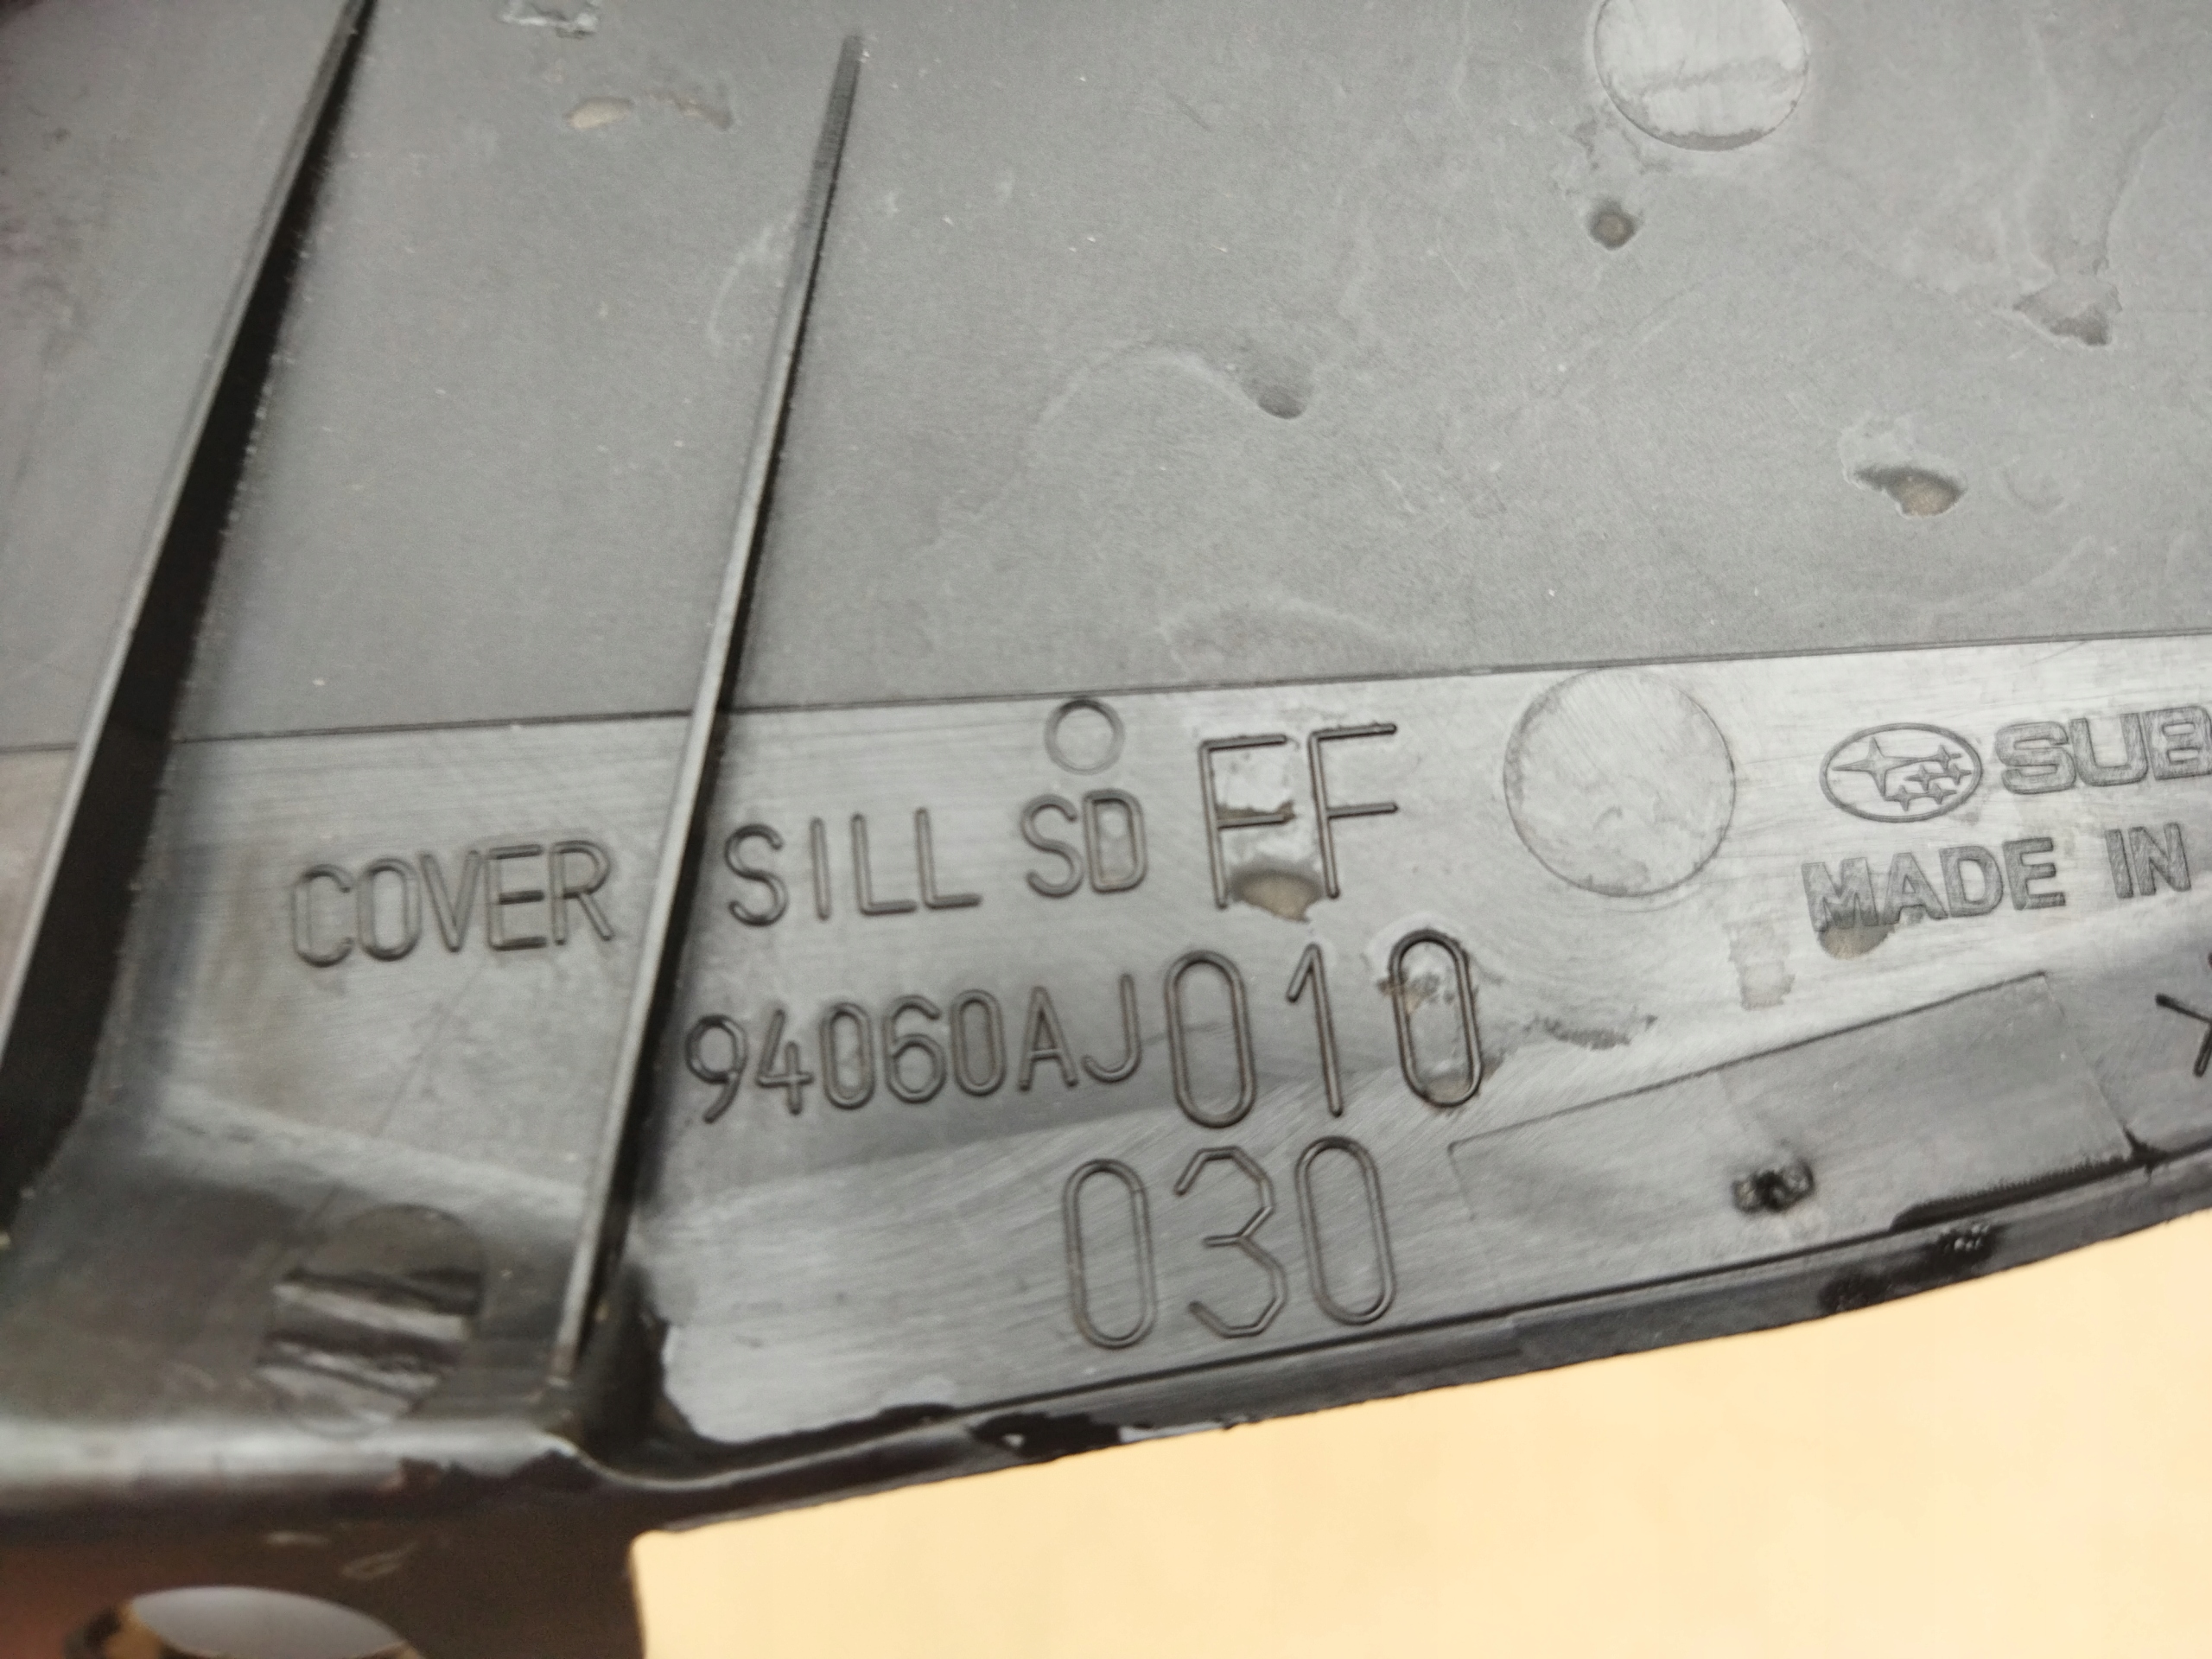 COVER SILL SD FF
94060AJ010
030
SUB
MADE IN